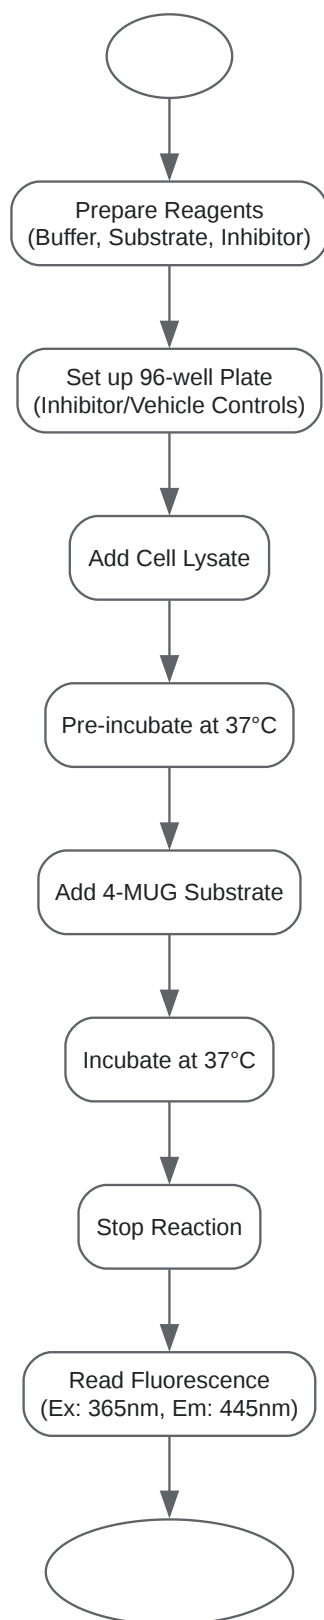 Prepare Reagents
(Buffer, Substrate, Inhibitor)
Set up 96-well Plate
(Inhibitor/Vehicle Controls)
Add Cell Lysate
Pre-incubate at 37°C
Add 4-MUG Substrate
Incubate at 37°C
Stop Reaction
Read Fluorescence
(Ex: 365nm, Em: 445nm)